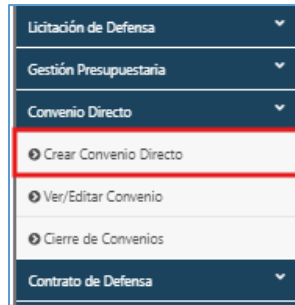 Licitación de Defensa
Gestión Presupuestaria
Convenio Directo
Crear Convenio Directo
Ver/Editar Convenio
Cierre de Convenios
Contrato de Defensa